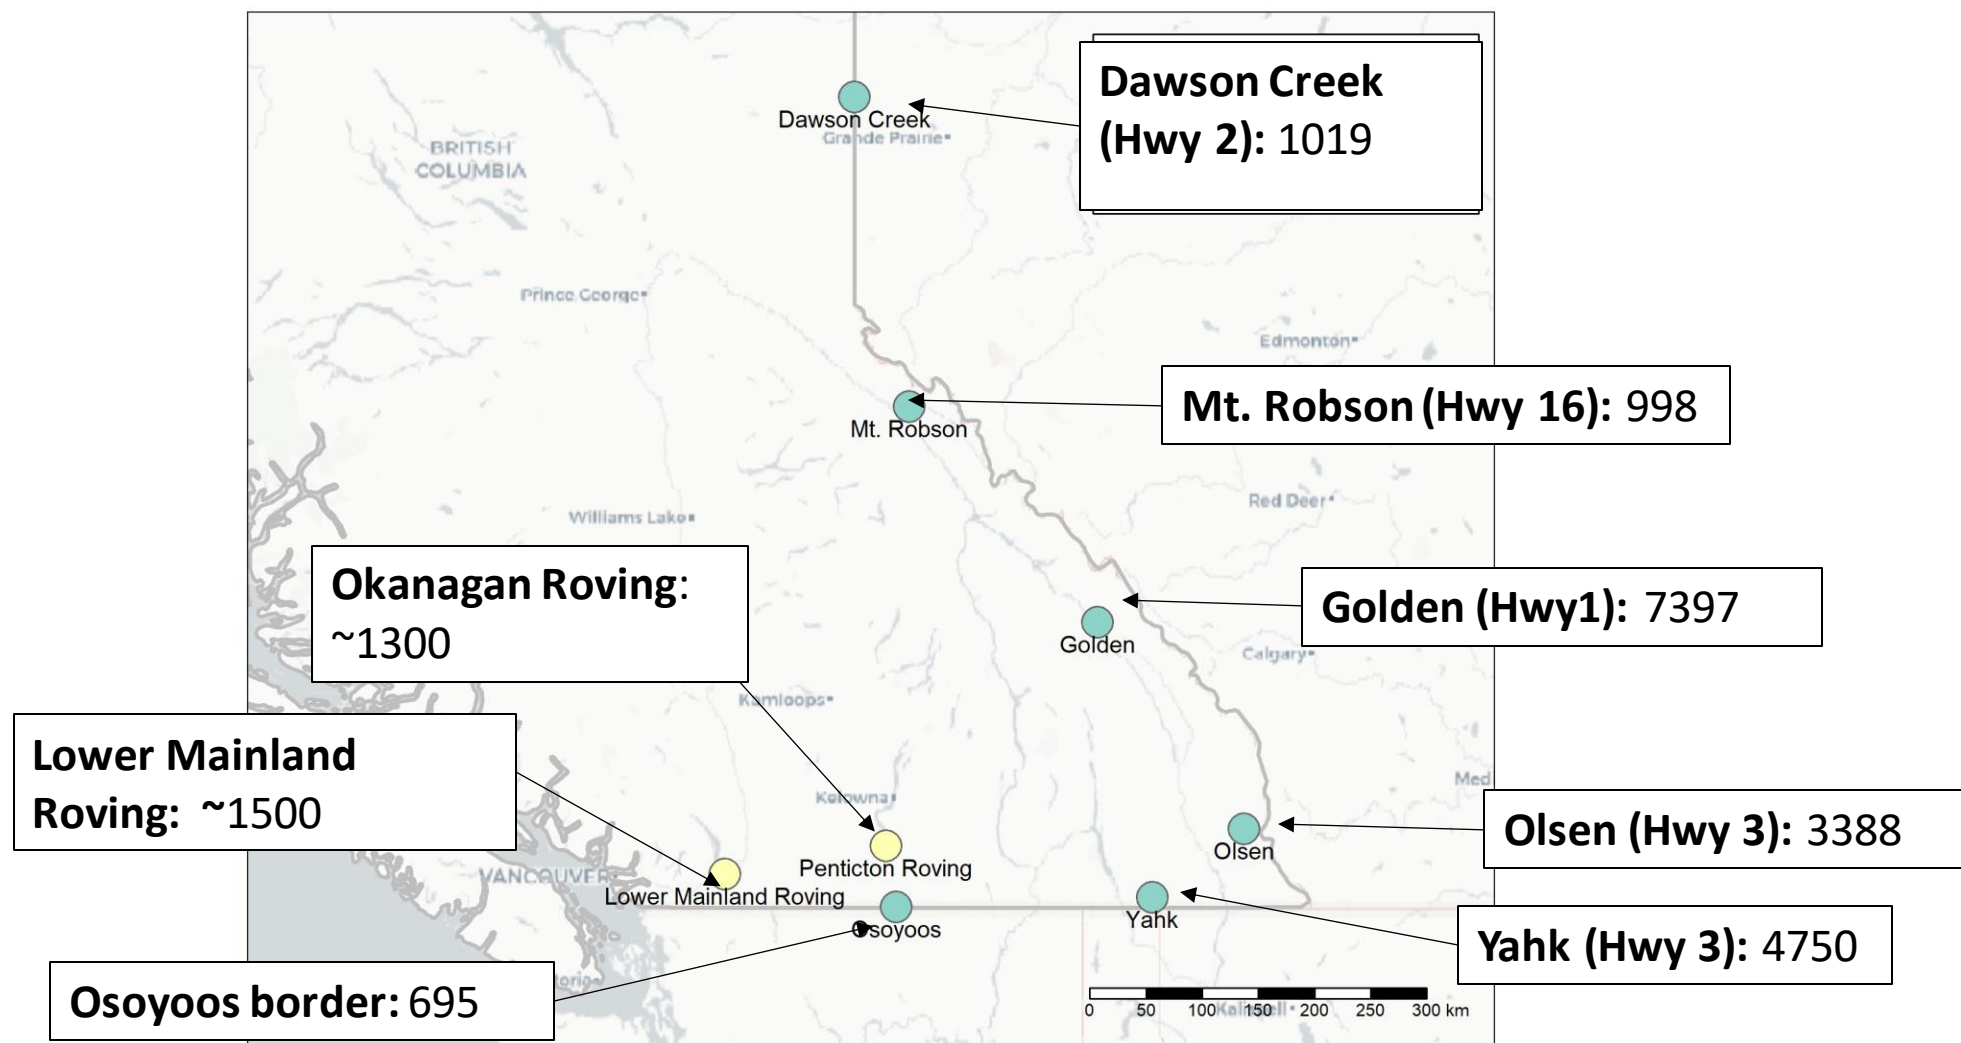 Dawson Creek
(Hwy 2): 1019
Dawson Creek
Grande Prairie
BRITISH
COLUMBIA
Prince George
Edmonton
Mt. Robson (Hwy 16): 998
Mt. Robson
Red Deer
Williams Lake
Okanagan Roving:
~1300
Golden (Hwy1): 7397
Golden
Calgary
Kamloops
Lower Mainland
Roving: ~1500
Med
Kelowna
Olsen (Hwy 3): 3388
Olsen
Penticton Roving
VANCOUVER
Lower Mainland Roving
Yahk
Osoyoos
Yahk (Hwy 3): 4750
Osoyoos border: 695
toria
0 50 100 150 200 250 300 km
Kalispell